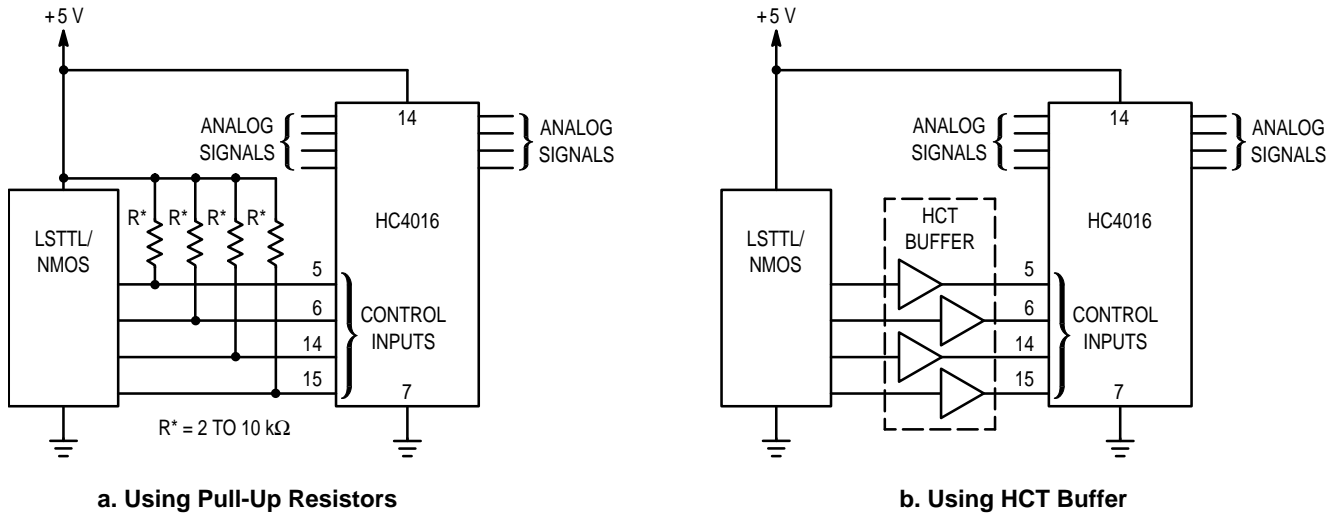 +5 V
14
ANALOG
SIGNALS
ANALOG
SIGNALS
R* R* R* R*
HC4016
LSTTL/
NMOS
5
6
14
15
CONTROL
INPUTS
7
R* = 2 TO 10 kΩ
a. Using Pull-Up Resistors
+5 V
14
ANALOG
SIGNALS
ANALOG
SIGNALS
HCT
BUFFER
HC4016
LSTTL/
NMOS
5
6
14
15
CONTROL
INPUTS
7
b. Using HCT Buffer